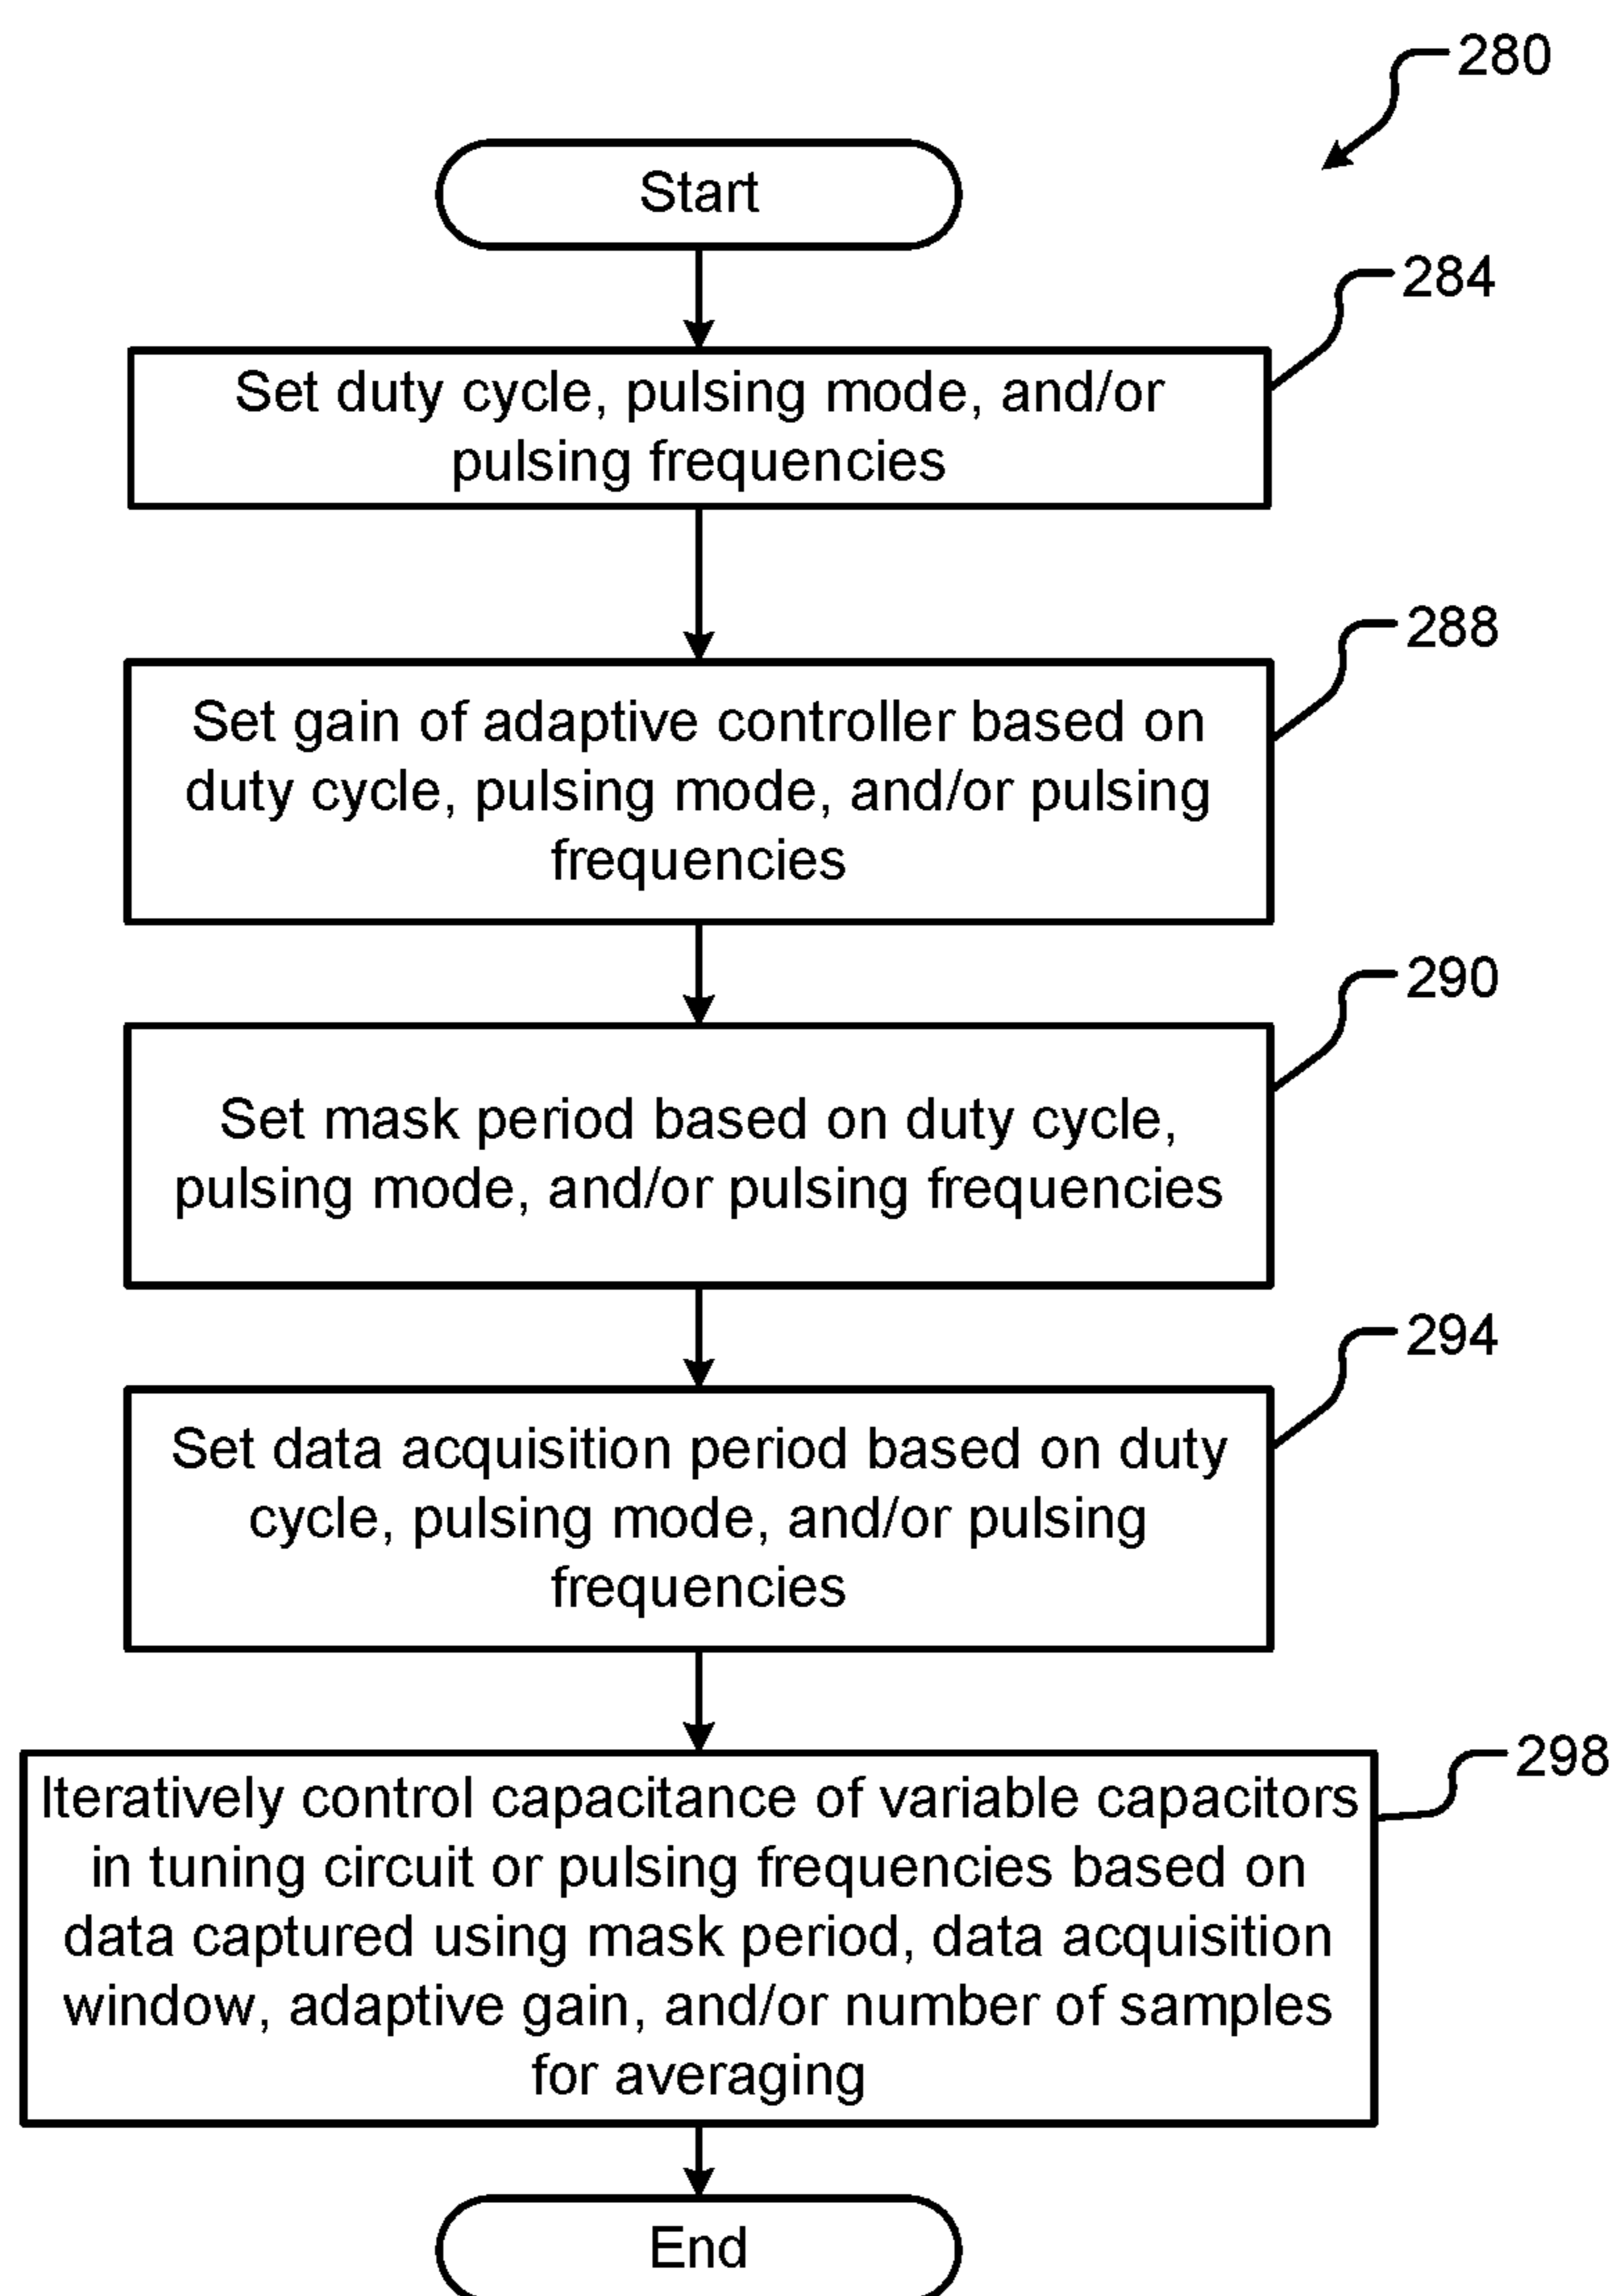 280
Start
284
Set duty cycle, pulsing mode, and/or
pulsing frequencies
288
Set gain of adaptive controller based on
duty cycle, pulsing mode, and/or pulsing
frequencies
290
Set mask period based on duty cycle,
pulsing mode, and/or pulsing frequencies
294
Set data acquisition period based on duty
cycle, pulsing mode, and/or pulsing
frequencies
298
Iteratively control capacitance of variable capacitors
in tuning circuit or pulsing frequencies based on
data captured using mask period, data acquisition
window, adaptive gain, and/or number of samples
for averaging
End